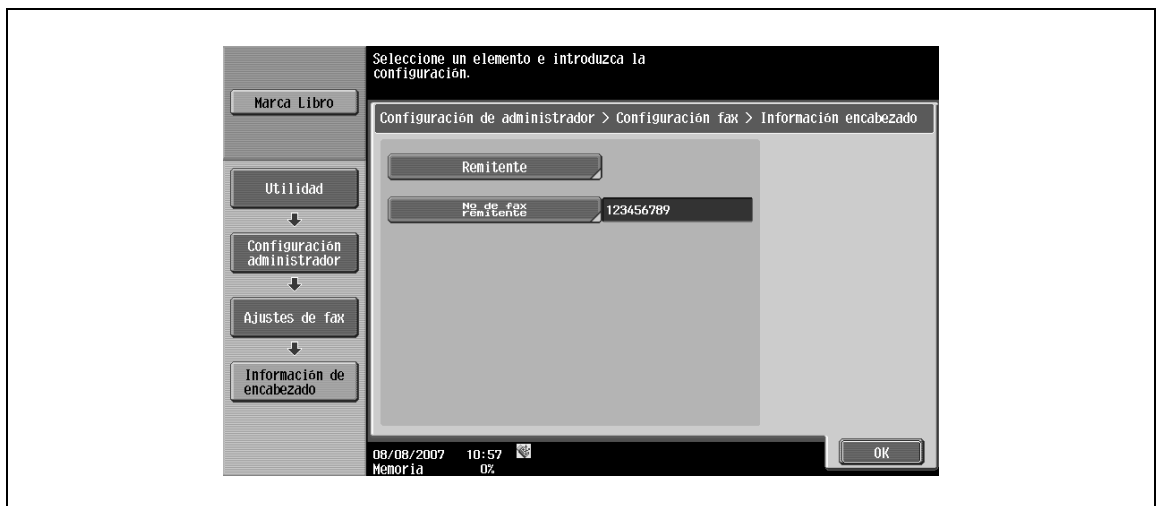 Seleccione un elemento e introduzca la
configuración.
Marca Libro
Configuración de administrador > Configuración fax > Información encabezado
Remitente
Utilidad
No de fax
remitente
123456789
Configuración
administrador
Ajustes de fax
Información de
encabezado
08/08/2007 10:57
Memoria 0%
OK